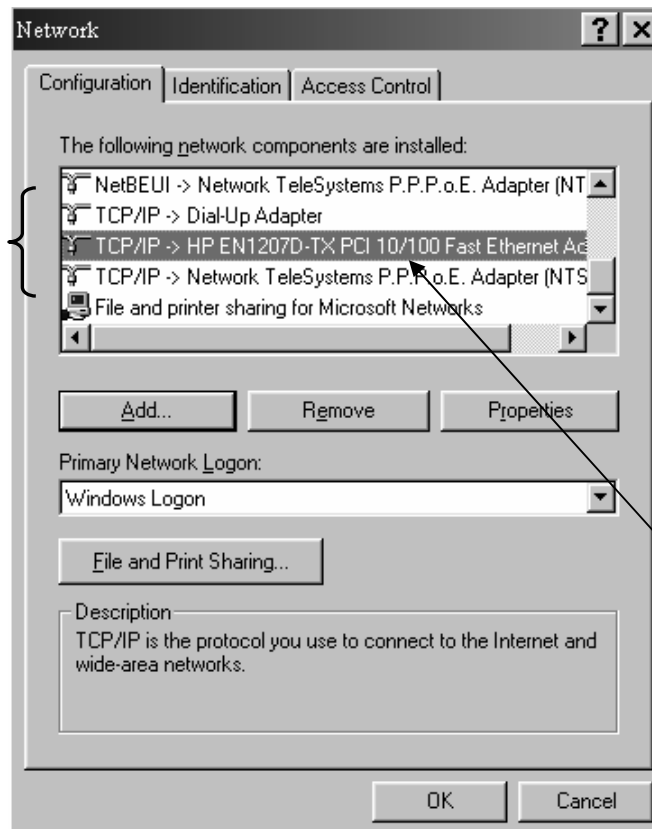 Network
Configuration Identification Access Control
The following network components are installed:
NetBEUI -> Network TeleSystems P.P.P.o.E. Adapter (NT
TCP/IP -> Dial-Up Adapter
TCP/IP -> HP EN1207D-TX PCI 10/100 Fast Ethernet Ac
TCP/IP -> Network TeleSystems P.P.P.o.E. Adapter (NTS
File and printer sharing for Microsoft Networks
Add... Remove Properties
Primary Network Logon:
Windows Logon
File and Print Sharing...
Description
TCP/IP is the protocol you use to connect to the Internet and
wide-area networks.
OK Cancel